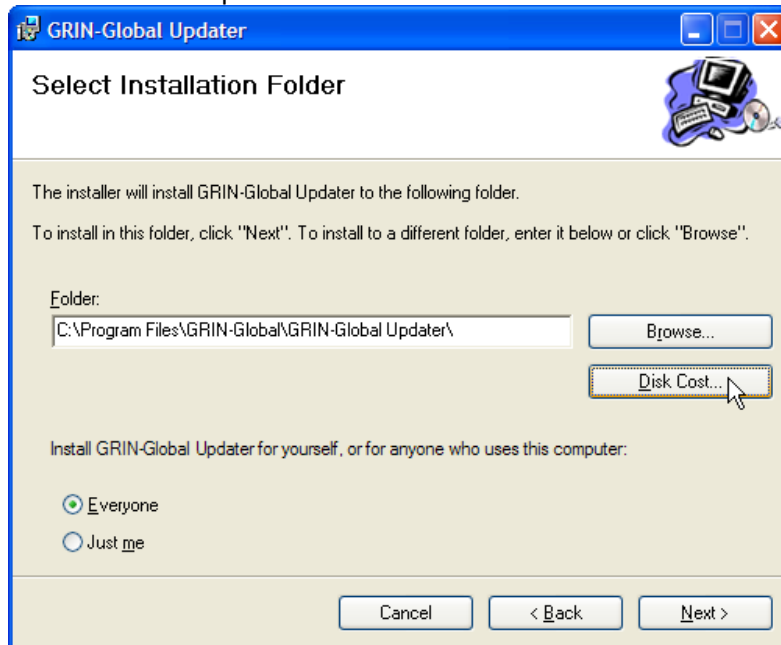 GRIN-Global Updater
Select Installation Folder
The installer will install GRIN-Global Updater to the following folder.
To install in this folder, click "Next". To install to a different folder, enter it below or click "Browse".
Folder:
C:\Program Files\GRIN-Global\GRIN-Global Updater\
Browse...
Disk Cost...
Install GRIN-Global Updater for yourself, or for anyone who uses this computer:
Everyone
Just me
Cancel
< Back
Next >